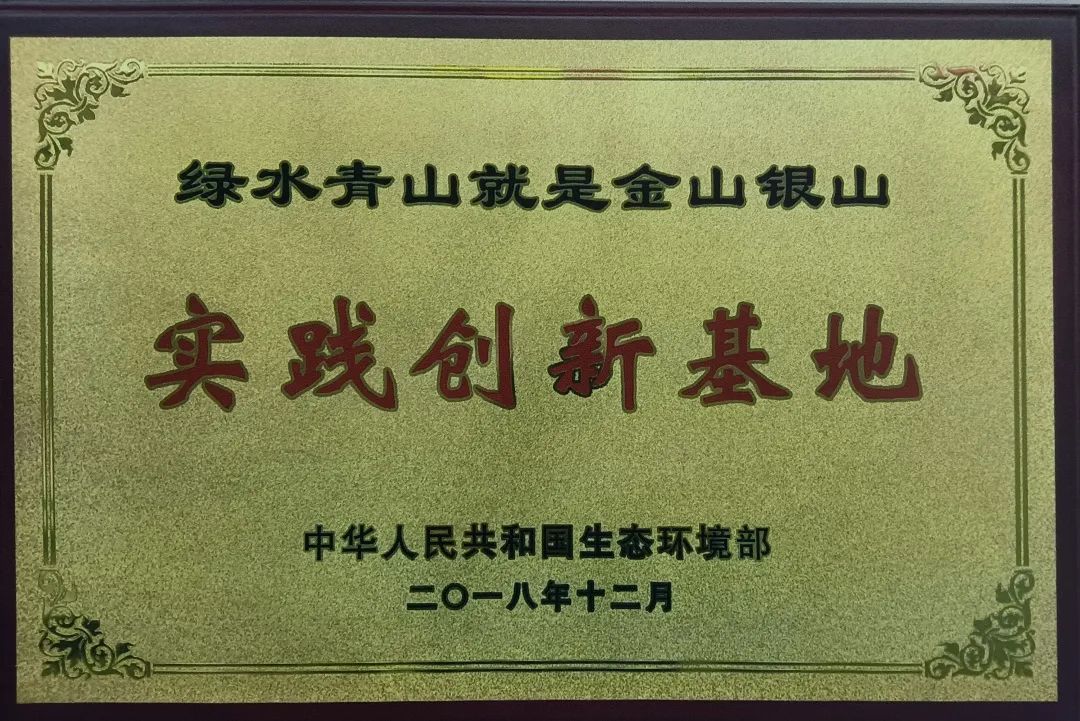 绿水青山就是金山银山
实践创新基地
中华人民共和国生态环境部
二〇一八年十二月